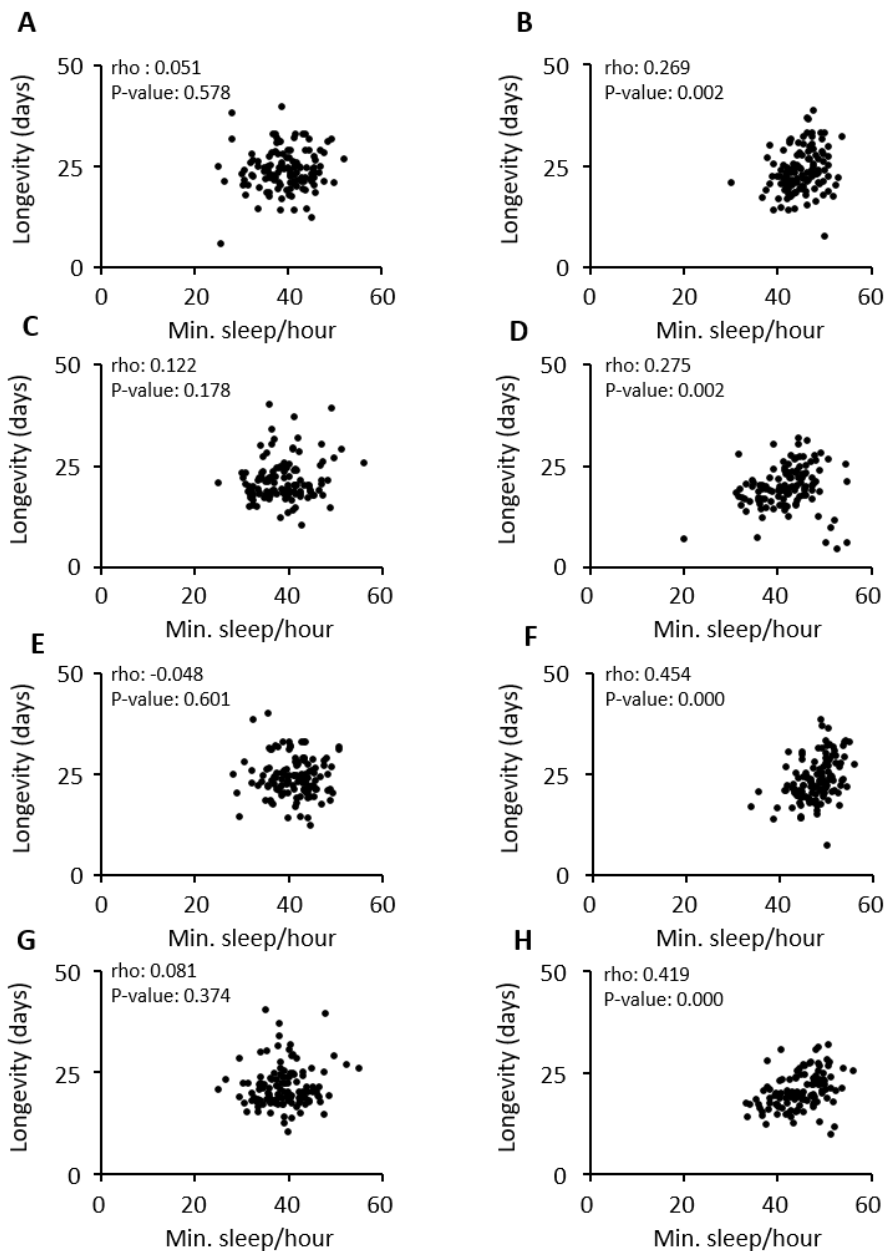 A
rho : 0.051
P-value: 0.578
Longevity (days)
50
25
0
0 20 40 60
Min. sleep/hour
B
rho: 0.269
P-value: 0.002
Longevity (days)
50
25
0
0 20 40 60
Min. sleep/hour
C
rho: 0.122
P-value: 0.178
Longevity (days)
50
25
0
0 20 40 60
Min. sleep/hour
D
rho: 0.275
P-value: 0.002
Longevity (days)
50
25
0
0 20 40 60
Min. sleep/hour
E
rho: -0.048
P-value: 0.601
Longevity (days)
50
25
0
0 20 40 60
Min. sleep/hour
F
rho: 0.454
P-value: 0.000
Longevity (days)
50
25
0
0 20 40 60
Min. sleep/hour
G
rho: 0.081
P-value: 0.374
Longevity (days)
50
25
0
0 20 40 60
Min. sleep/hour
H
rho: 0.419
P-value: 0.000
Longevity (days)
50
25
0
0 20 40 60
Min. sleep/hour